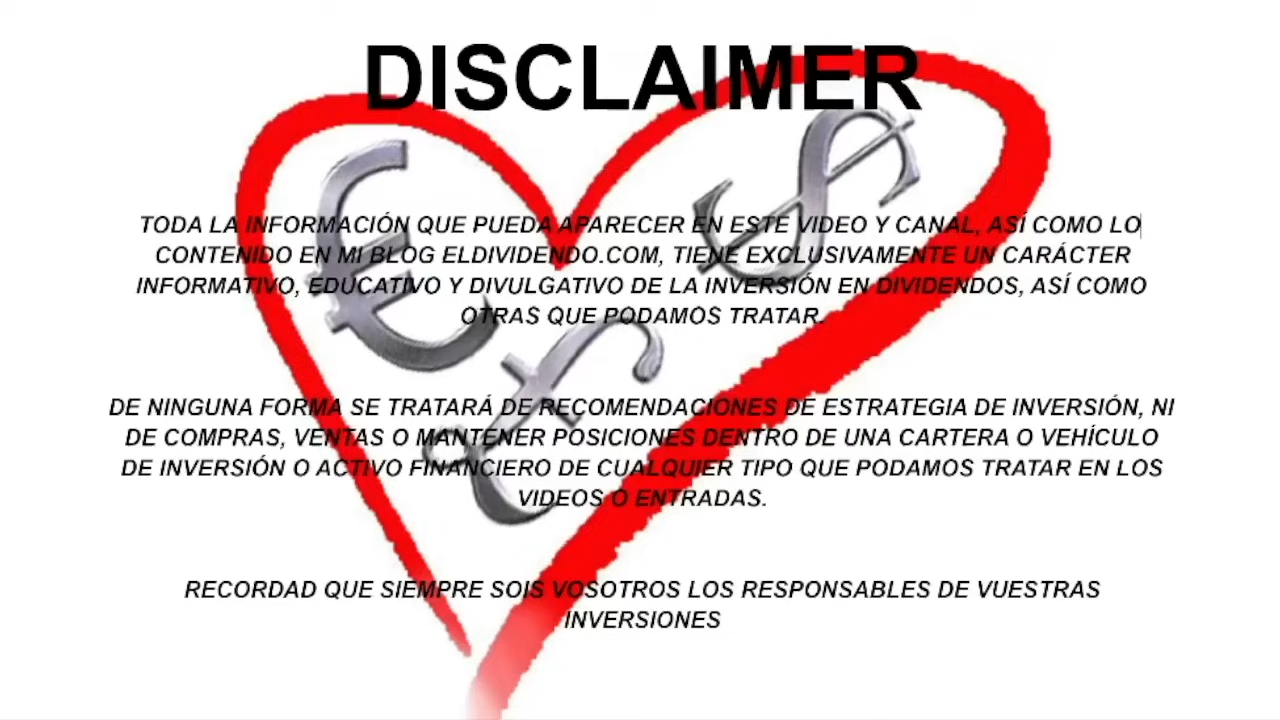 DISCLAIMER
TODA LA INFORMACIÓN QUE PUEDA APARECER EN ESTE VIDEO Y CANAL, ASÍ COMO LO
CONTENIDO EN MI BLOG ELDIVIDENDO.COM, TIENE EXCLUSIVAMENTE UN CARÁCTER
INFORMATIVO, EDUCATIVO Y DIVULGATIVO DE LA INVERSIÓN EN DIVIDENDOS, ASÍ COMO
OTRAS QUE PODAMOS TRATAR.
DE NINGUNA FORMA SE TRATARÁ DE RECOMENDACIONES DE ESTRATEGIA DE INVERSIÓN, NI
DE COMPRAS, VENTAS O MANTENER POSICIONES DENTRO DE UNA CARTERA O VEHÍCULO
DE INVERSIÓN O ACTIVO FINANCIERO DE CUALQUIER TIPO QUE PODAMOS TRATAR EN LOS
VIDEOS O ENTRADAS.
RECORDAD QUE SIEMPRE SOIS VOSOTROS LOS RESPONSABLES DE VUESTRAS
INVERSIONES